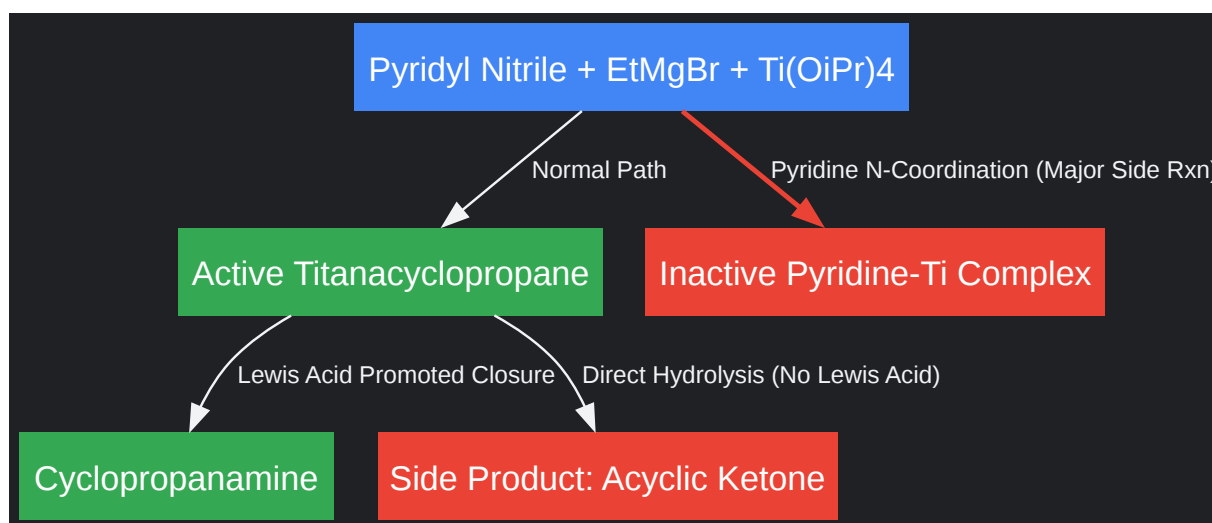 Pyridyl Nitrile + EtMgBr + Ti(OiPr)4
Normal Path
Pyridine N-Coordination (Major Side Rxn)
Active Titanacyclopropane
Inactive Pyridine-Ti Complex
Lewis Acid Promoted Closure
Direct Hydrolysis (No Lewis Acid)
Cyclopropanamine
Side Product: Acyclic Ketone